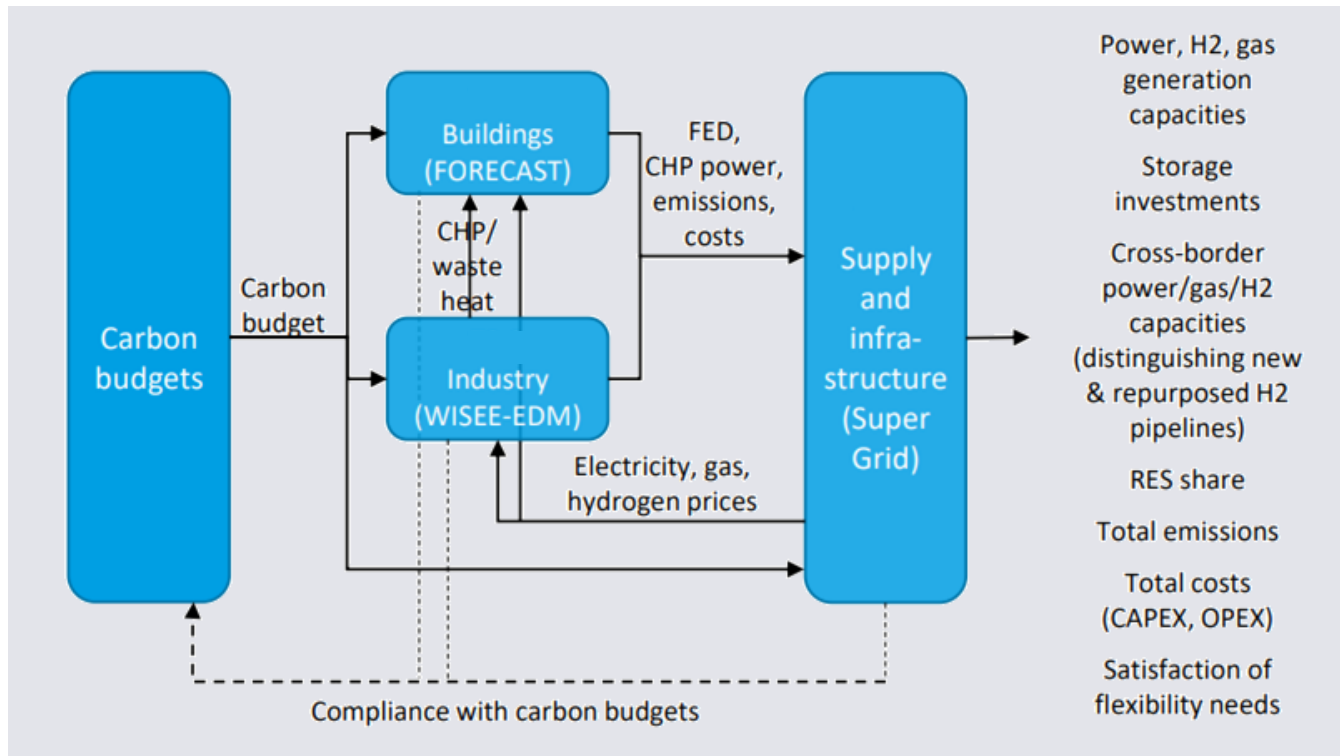 Carbon
budgets
Carbon
budget
Buildings
(FORECAST)
CHP/
waste
heat
Industry
(WISEE-EDM)
FED,
CHP power,
emissions,
costs
Electricity, gas,
hydrogen prices
Supply
and
infra-
structure
(Super
Grid)
Power, H2, gas
generation
capacities
Storage
investments
Cross-border
power/gas/H2
capacities
(distinguishing new
& repurposed H2
pipelines)
RES share
Total emissions
Total costs
(CAPEX, OPEX)
Satisfaction of
flexibility needs
Compliance with carbon budgets